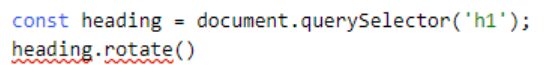 const heading = document.querySelector('h1');
heading.rotate()